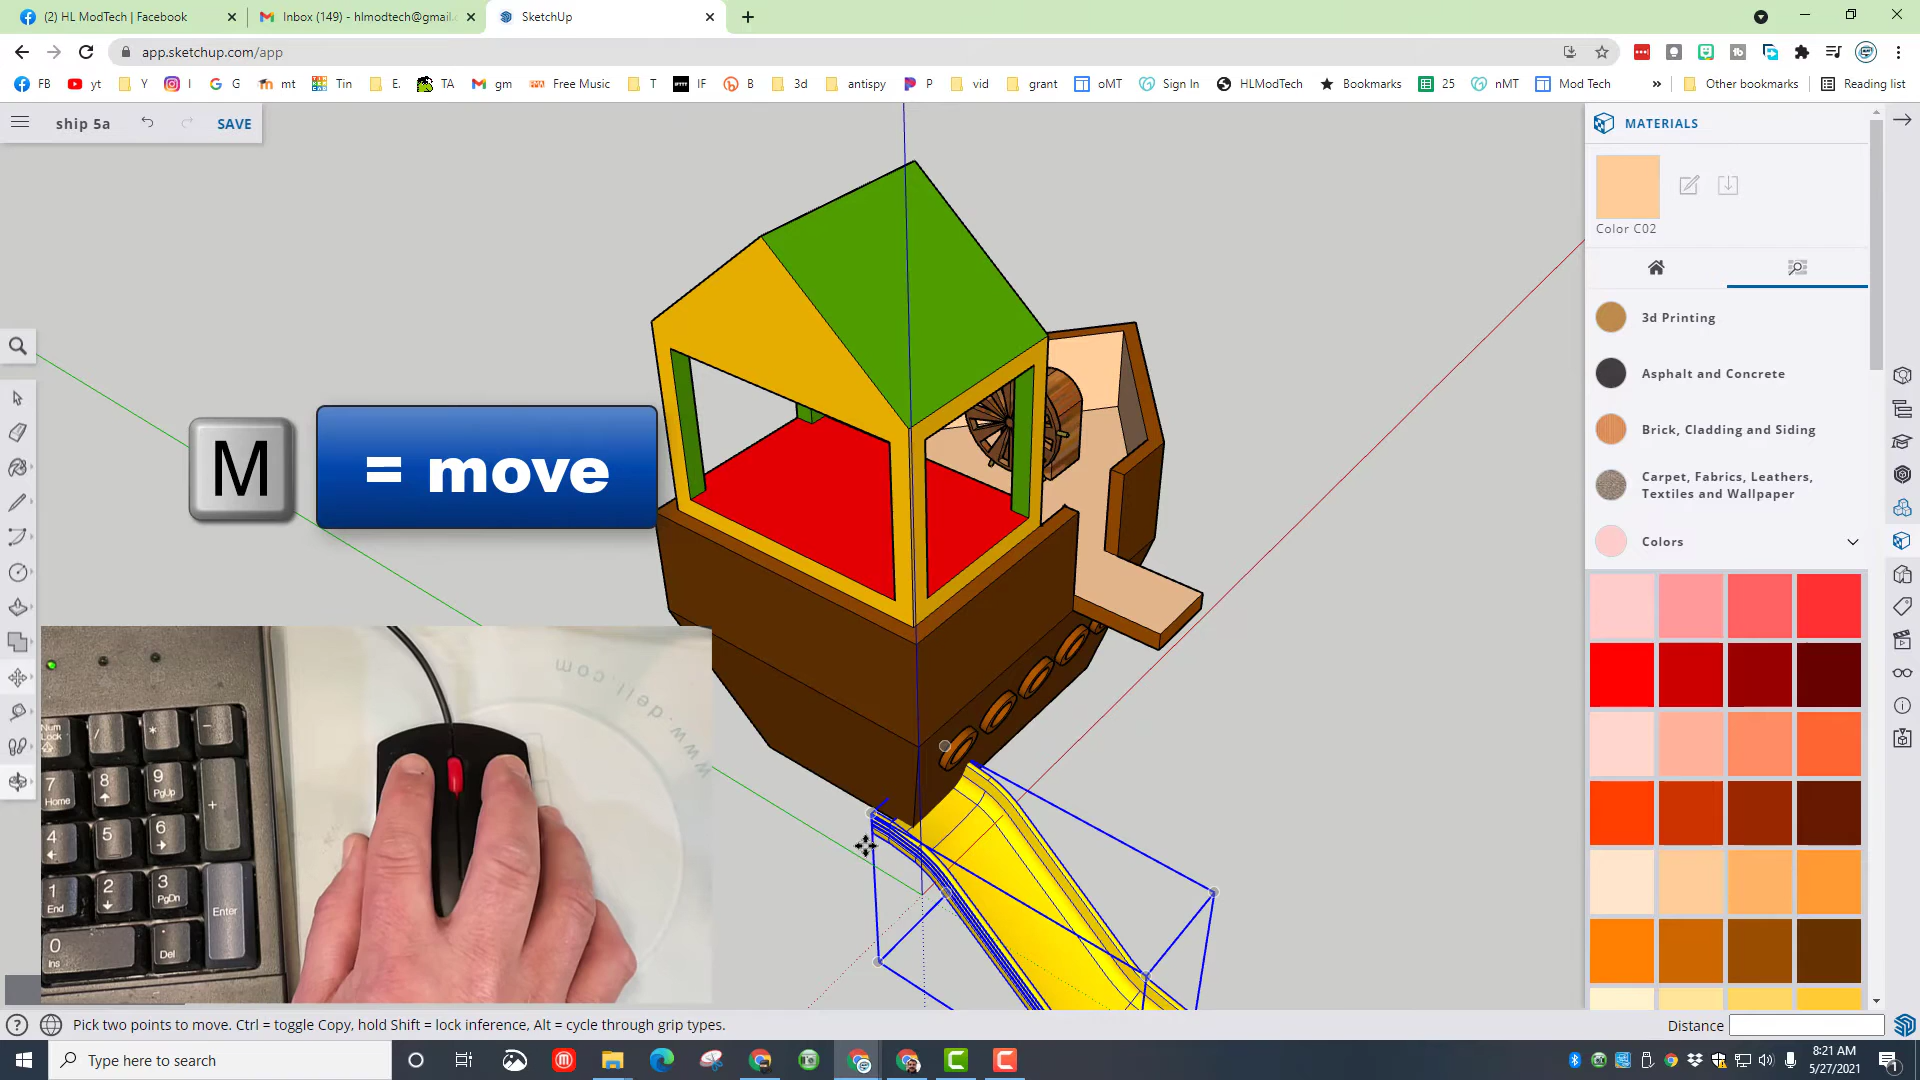 (2) HL ModTech | Facebook
Inbox (149) - hlmodtech@gmail.c
SketchUp
app.sketchup.com/app
FB yt Y I G mt Tin E. TA gm Free Music T IF B 3d antispy P vid grant oMT Sign In HLModTech Bookmarks 25 nMT Mod Tech » Other bookmarks Reading list
ship 5a SAVE
MATERIALS
Color C02
3d Printing
Asphalt and Concrete
Brick, Cladding and Siding
Carpet, Fabrics, Leathers,
Textiles and Wallpaper
Colors
M = move
www.dell.com
Num
Lock
/ * -
7 8 9 +
Home PgUp
4 5 6
1 2 3 Enter
End PgDn
0 .
Ins Del
Pick two points to move. Ctrl = toggle Copy, hold Shift = lock inference, Alt = cycle through grip types.
Distance
Type here to search
8:21 AM
5/27/2021
1